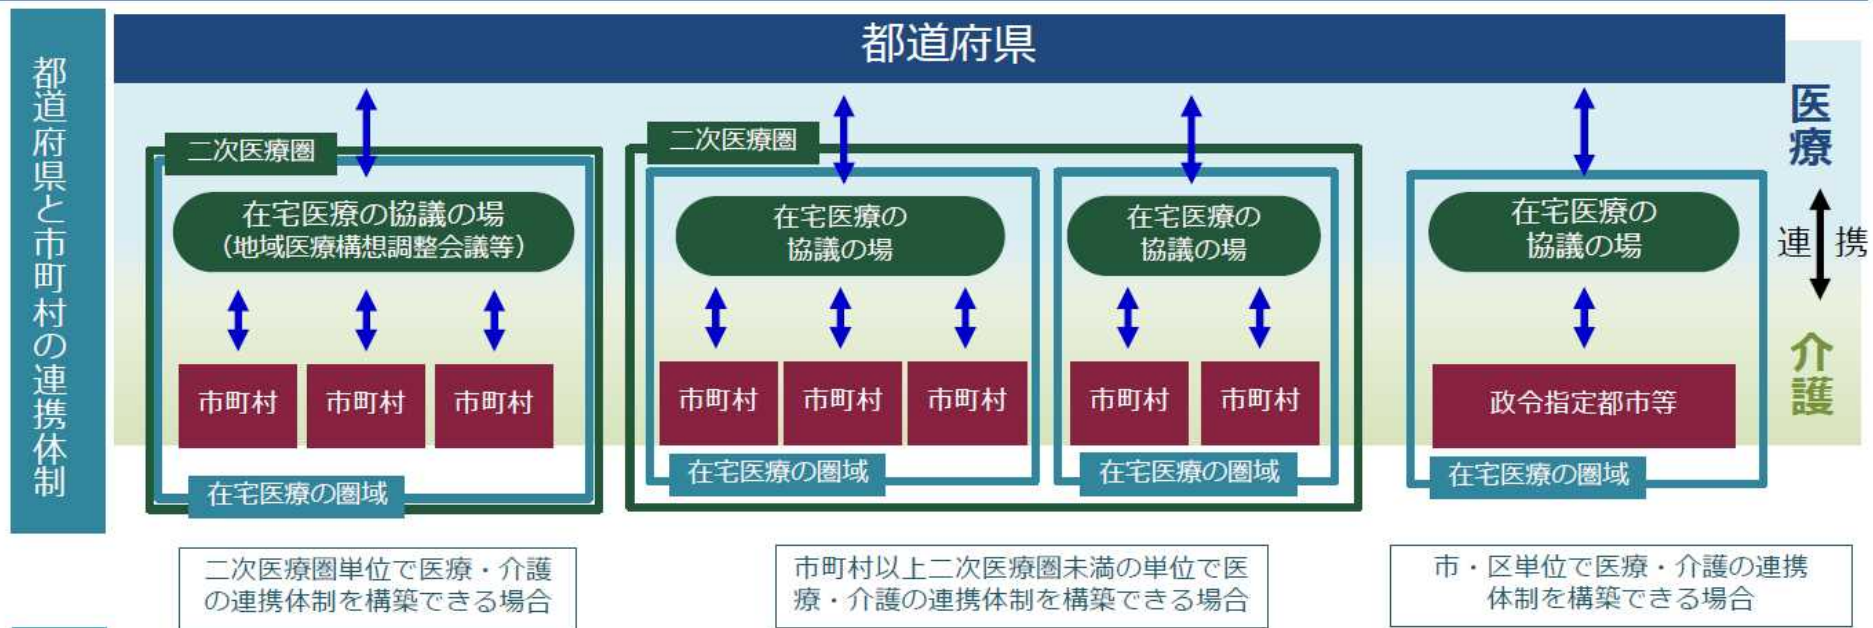 都道府県と市町村の連携体制
都道府県
二次医療圏
在宅医療の協議の場
（地域医療構想調整会議等）
市町村
市町村
市町村
在宅医療の圏域
二次医療圏
在宅医療の
協議の場
市町村
市町村
市町村
在宅医療の圏域
在宅医療の
協議の場
市町村
市町村
在宅医療の圏域
在宅医療の
協議の場
政令指定都市等
在宅医療の圏域
医療
連携
介護
二次医療圏単位で医療・介護
の連携体制を構築できる場合
市町村以上二次医療圏未満の単位で医
療・介護の連携体制を構築できる場合
市・区単位で医療・介護の連携
体制を構築できる場合